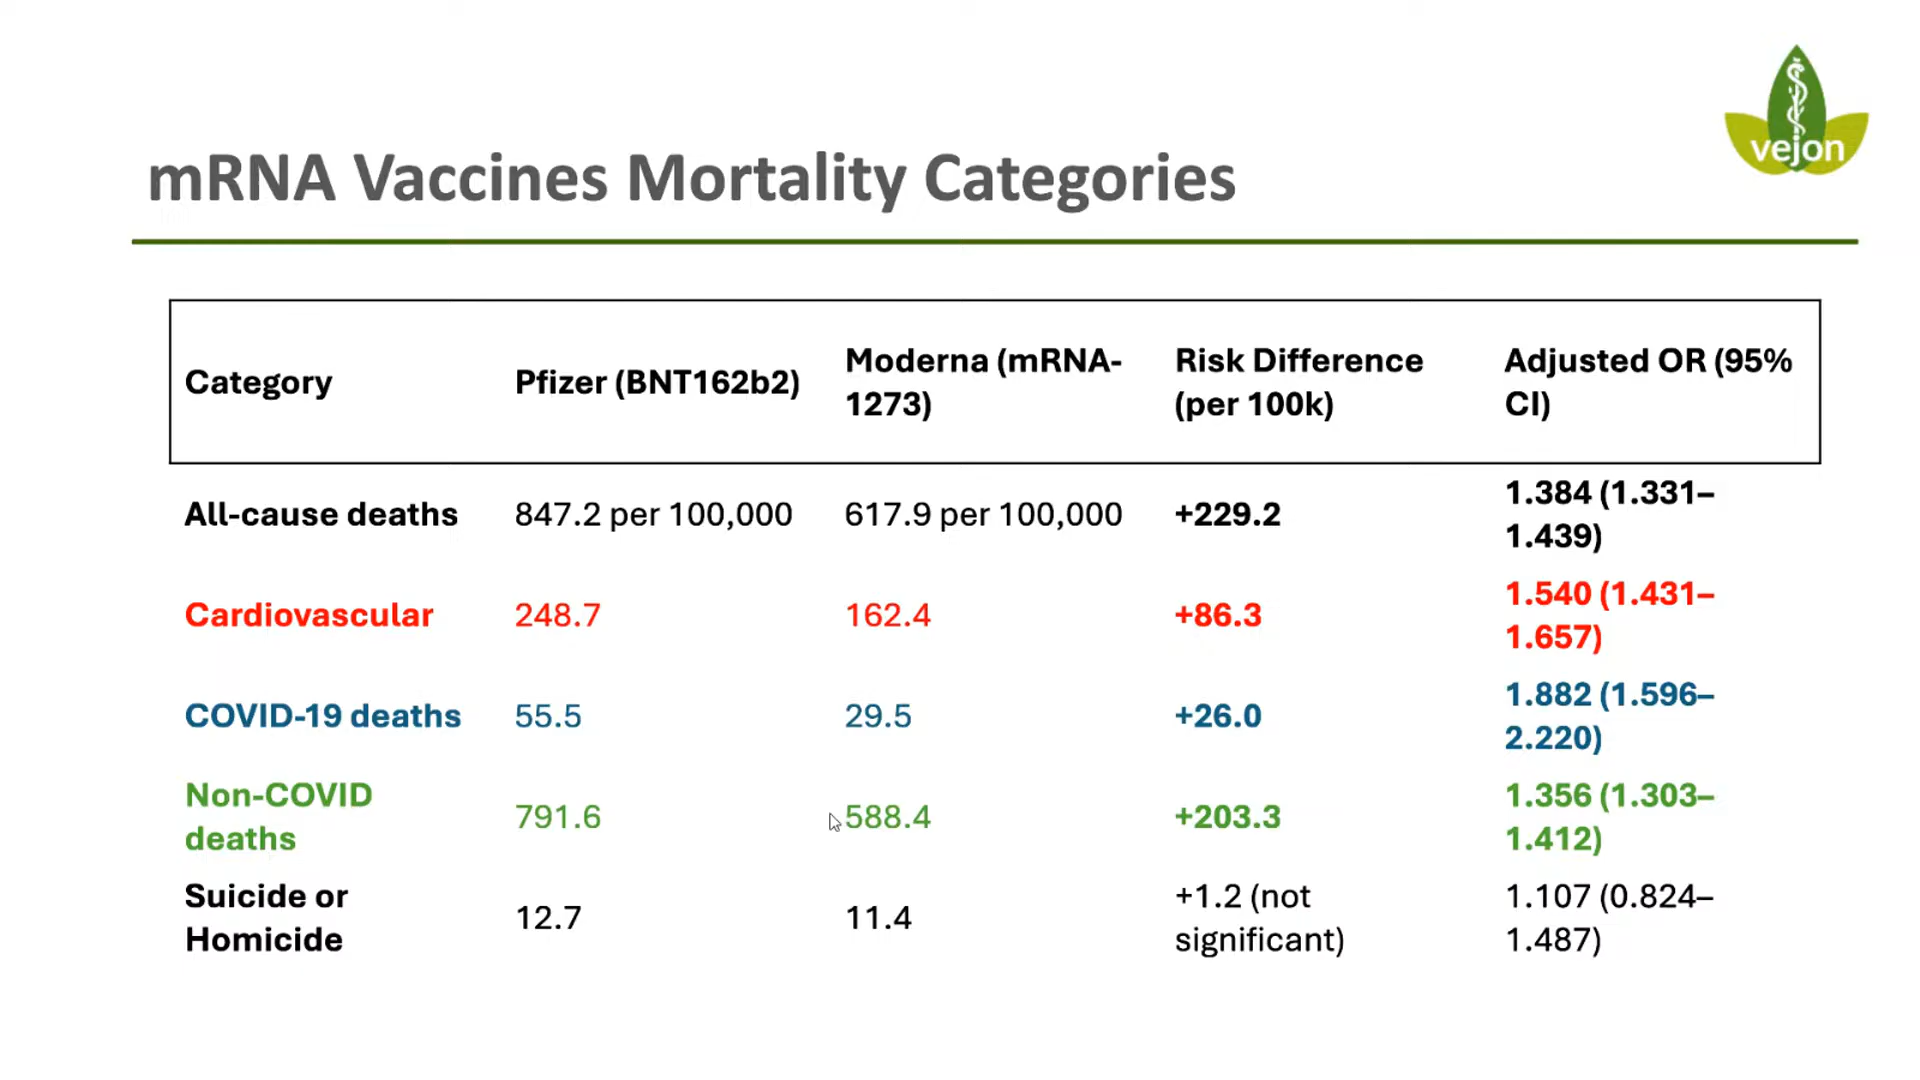 vejon
mRNA Vaccines Mortality Categories
Category Pfizer (BNT162b2) Moderna (mRNA-1273) Risk Difference (per 100k) Adjusted OR (95% CI)
All-cause deaths 847.2 per 100,000 617.9 per 100,000 +229.2 1.384 (1.331–1.439)
Cardiovascular 248.7 162.4 +86.3 1.540 (1.431–1.657)
COVID-19 deaths 55.5 29.5 +26.0 1.882 (1.596–2.220)
Non-COVID deaths 791.6 588.4 +203.3 1.356 (1.303–1.412)
Suicide or Homicide 12.7 11.4 +1.2 (not significant) 1.107 (0.824–1.487)